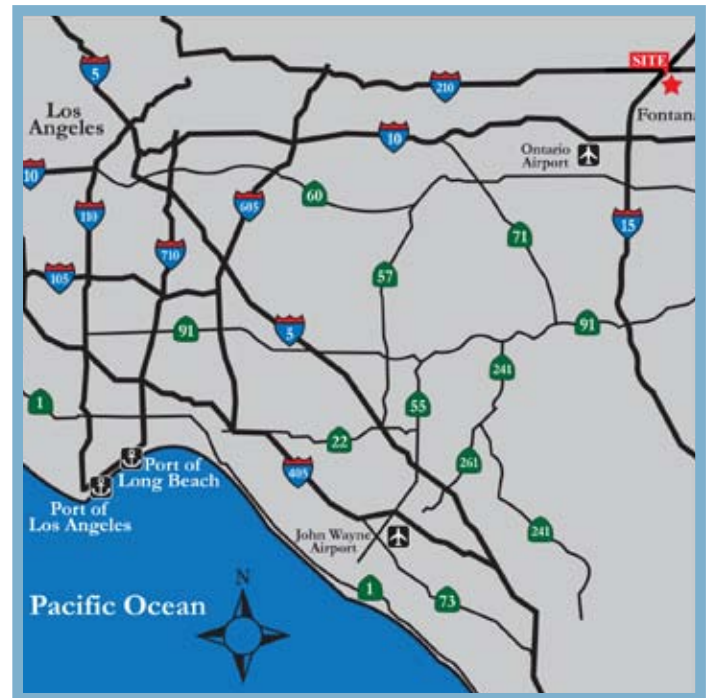 SITE
5
210
Los
Angeles
Fontana
10
Ontario
Airport
10
60
605
110
71
15
710
57
105
91
5
91
241
1
55
22
261
405
Port of
Long Beach
Port of
Los Angeles
John Wayne
Airport
241
N
1
73
Pacific Ocean